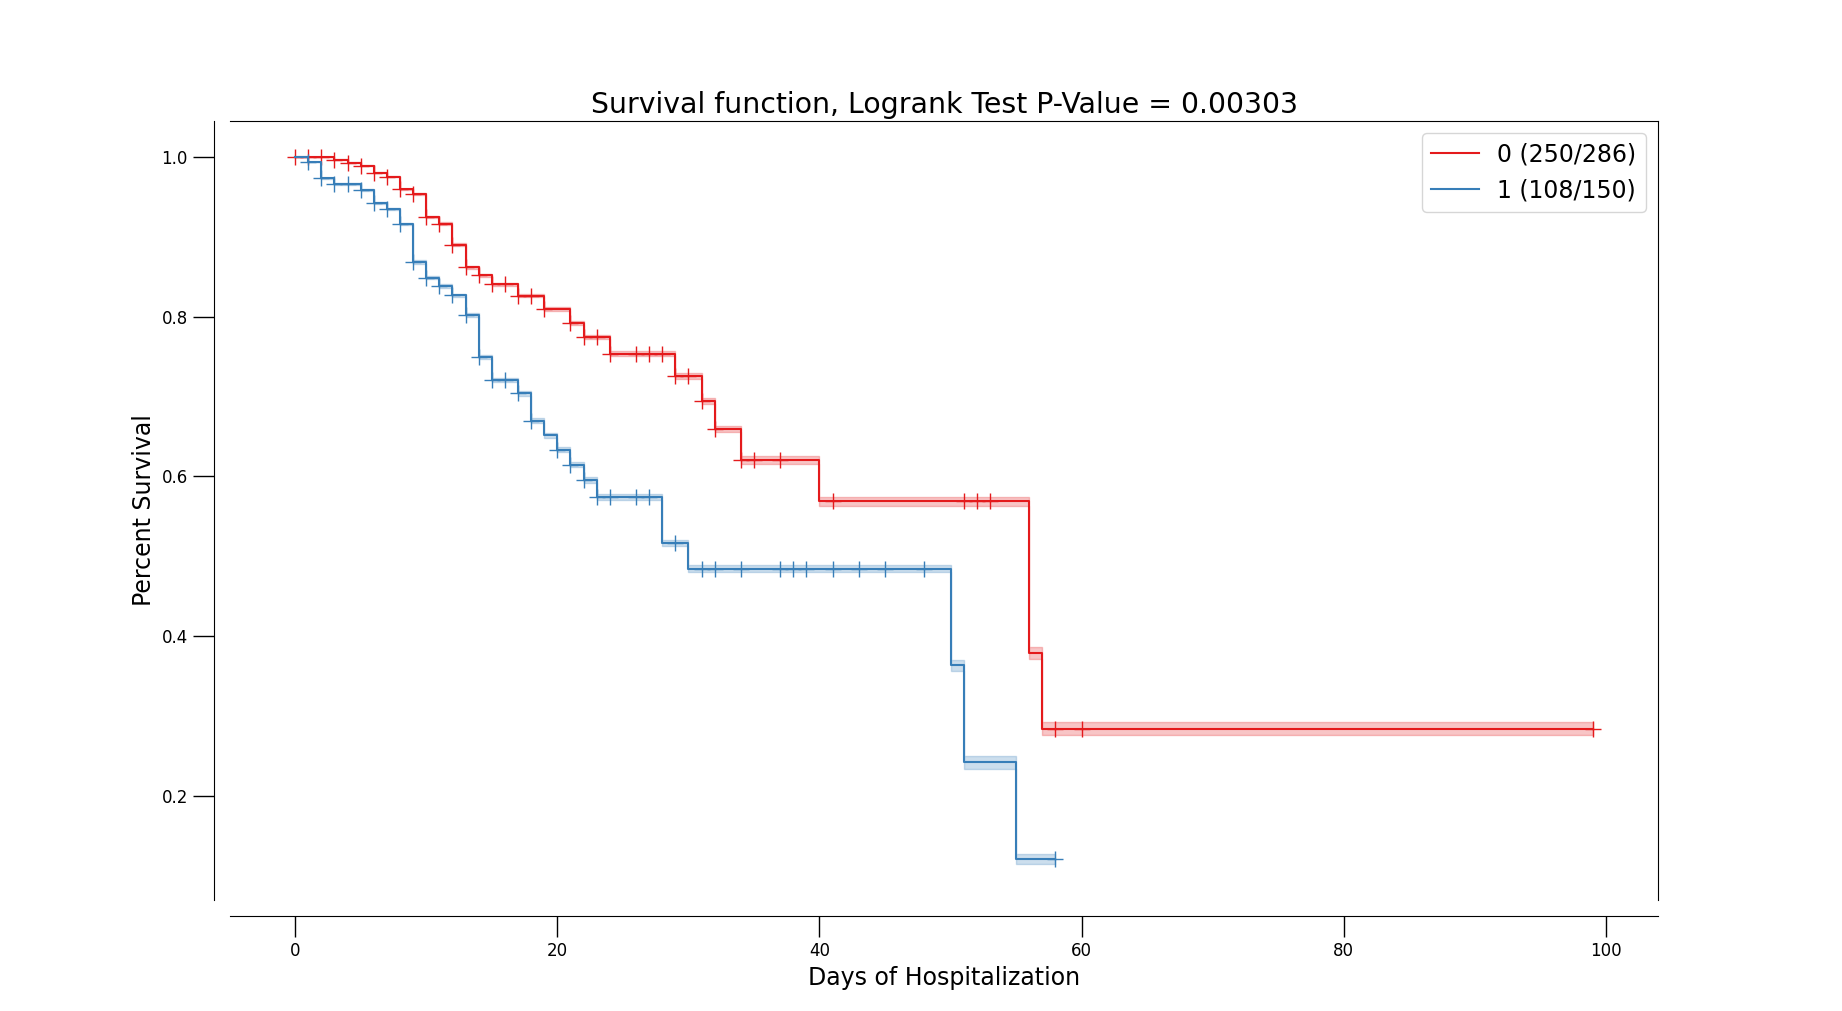 Survival function, Logrank Test P-Value = 0.00303
0 (250/286)
1 (108/150)
Percent Survival
1.0
0.8
0.6
0.4
0.2
0 20 40 60 80 100
Days of Hospitalization